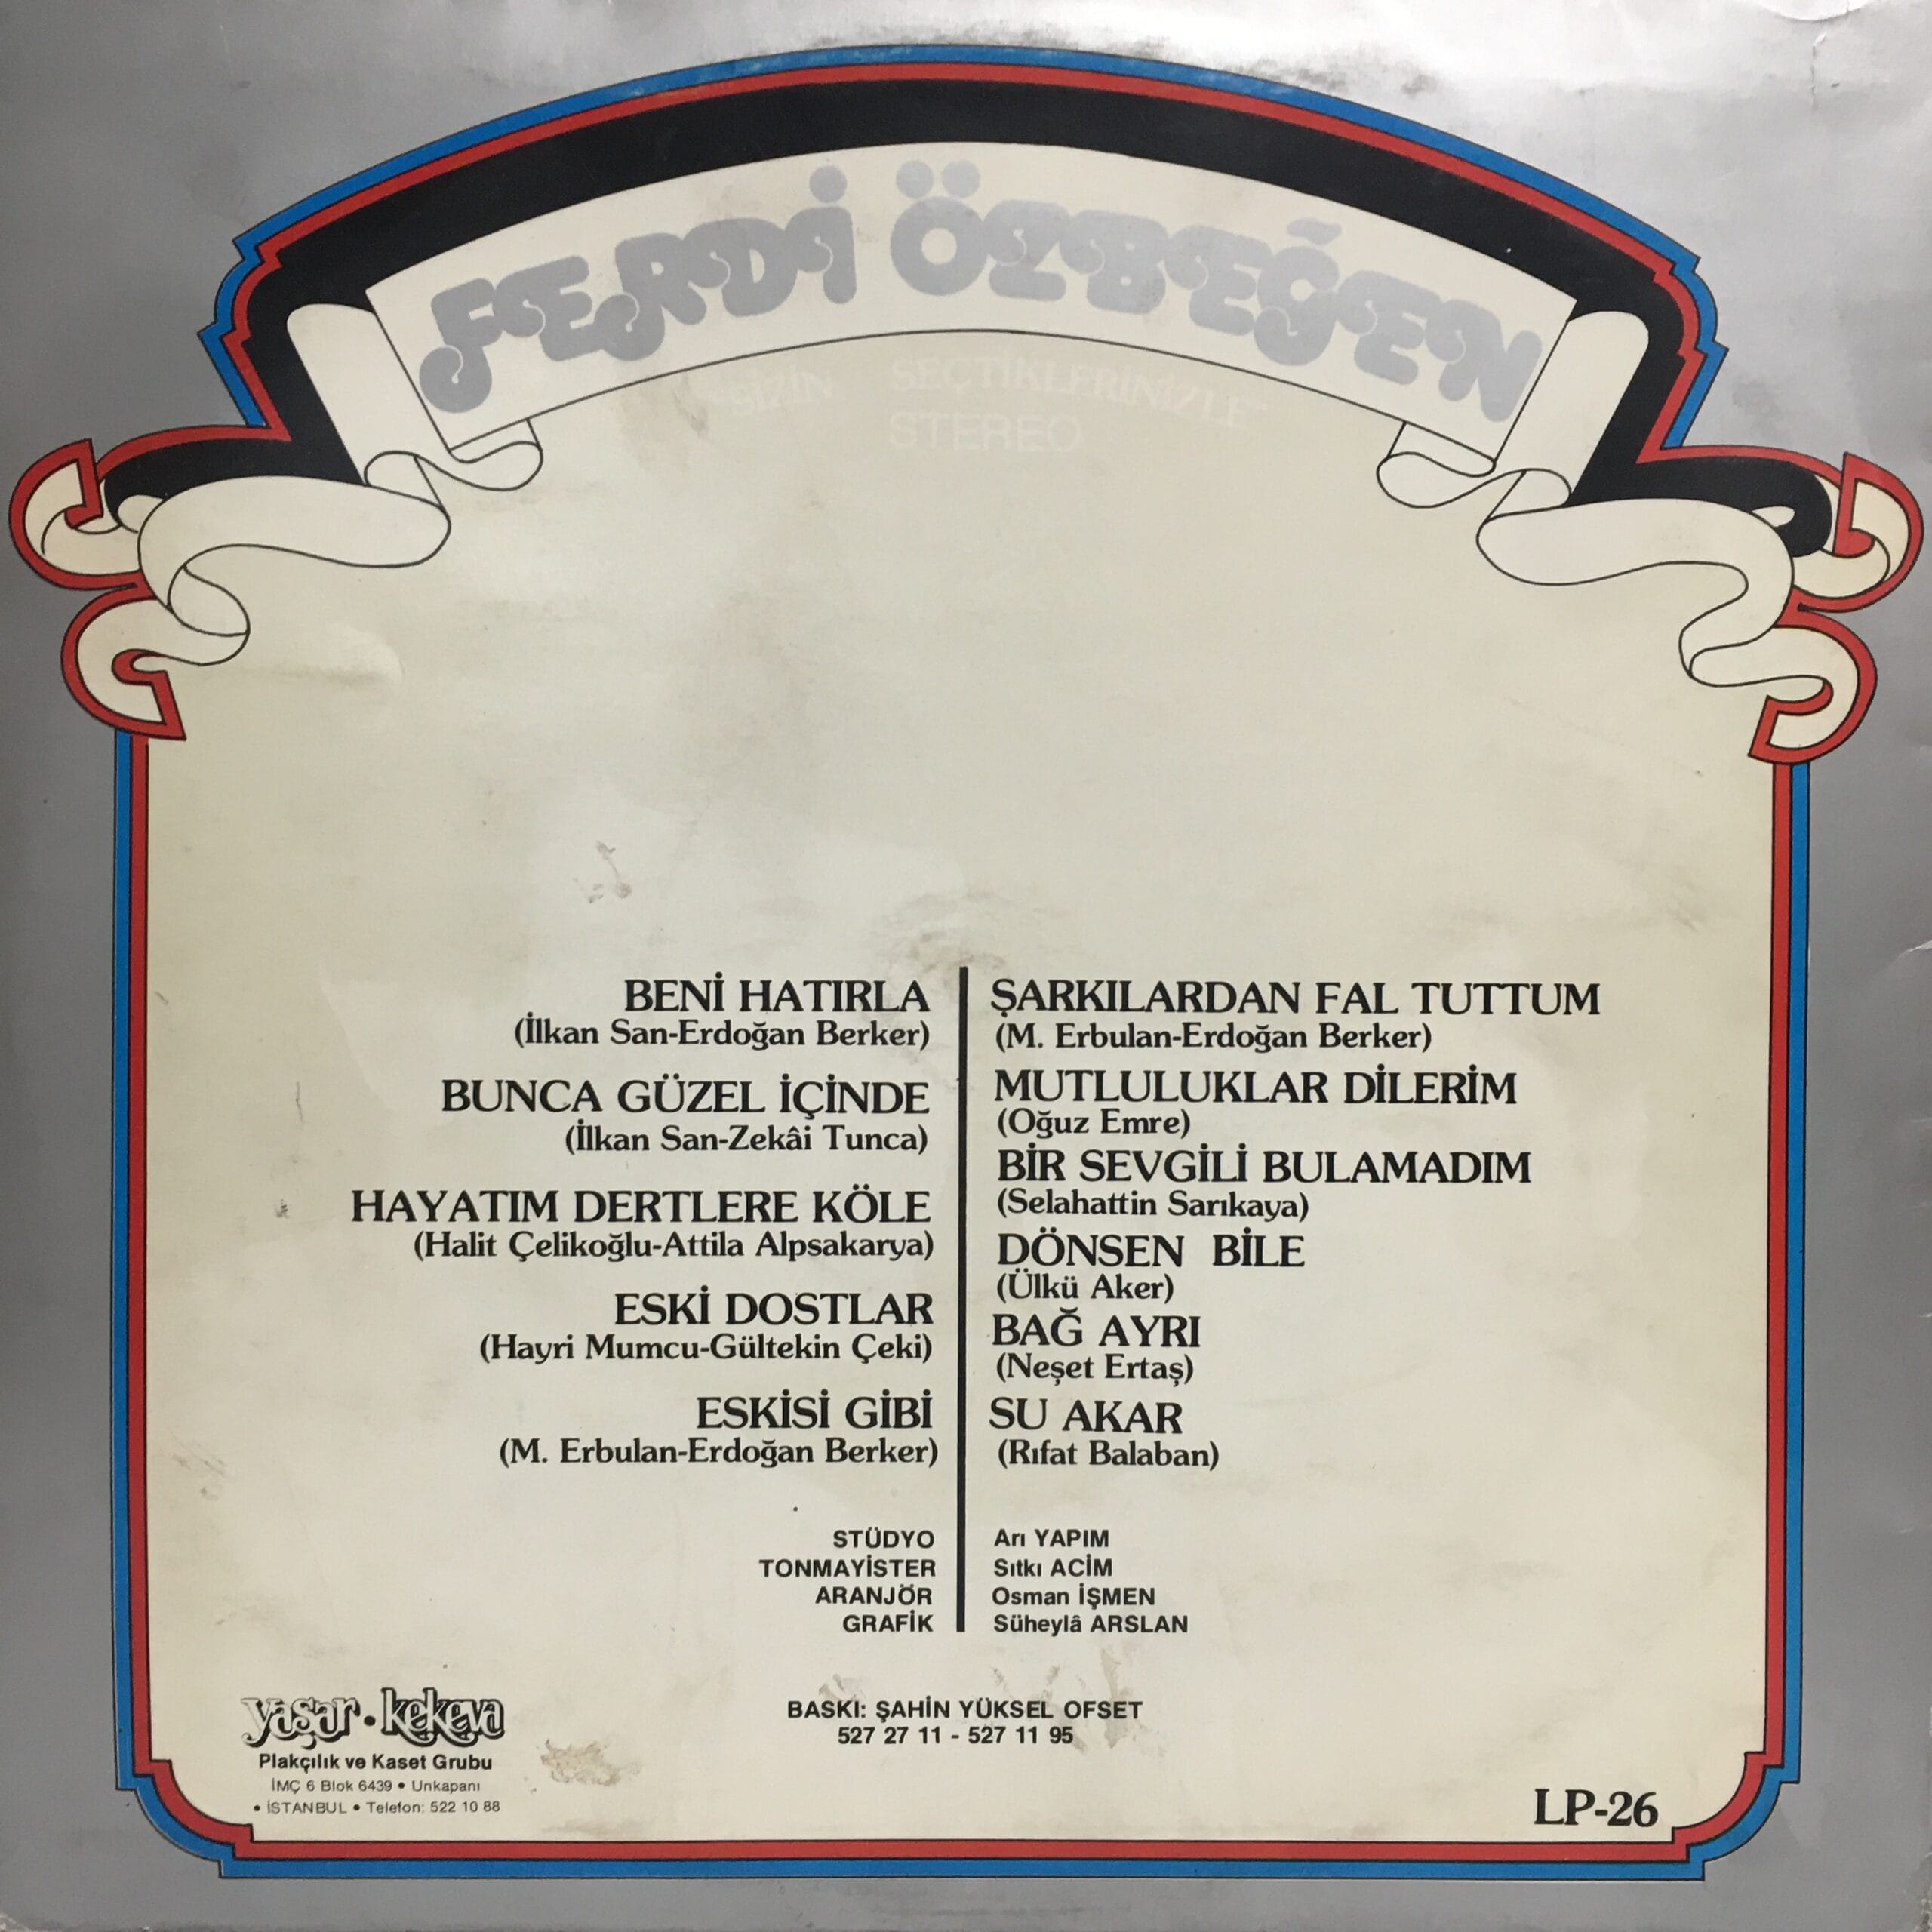 FERDİ ÖZBEĞEN
"SİZİN SEÇTİKLERİNİZLE"
STEREO
BENİ HATIRLA
(İlkan San-Erdoğan Berker)
BUNCA GÜZEL İÇİNDE
(İlkan San-Zekâi Tunca)
HAYATIM DERTLERE KÖLE
(Halit Çelikoğlu-Attila Alpsakarya)
ESKİ DOSTLAR
(Hayri Mumcu-Gültekin Çeki)
ESKİSİ GİBİ
(M. Erbulan-Erdoğan Berker)
ŞARKILARDAN FAL TUTTUM
(M. Erbulan-Erdoğan Berker)
MUTLULUKLAR DİLERİM
(Oğuz Emre)
BİR SEVGİLİ BULAMADIM
(Selahattin Sarıkaya)
DÖNSEN BİLE
(Ülkü Aker)
BAĞ AYRI
(Neşet Ertaş)
SU AKAR
(Rıfat Balaban)
STÜDYO Arı YAPIM
TONMAYİSTER Sıtkı ACİM
ARANJÖR Osman İŞMEN
GRAFİK Süheylâ ARSLAN
yaşar • kekeva
Plakçılık ve Kaset Grubu
İMÇ 6 Blok 6439 • Unkapanı
• İSTANBUL • Telefon: 522 10 88
BASKI: ŞAHİN YÜKSEL OFSET
527 27 11 - 527 11 95
LP-26